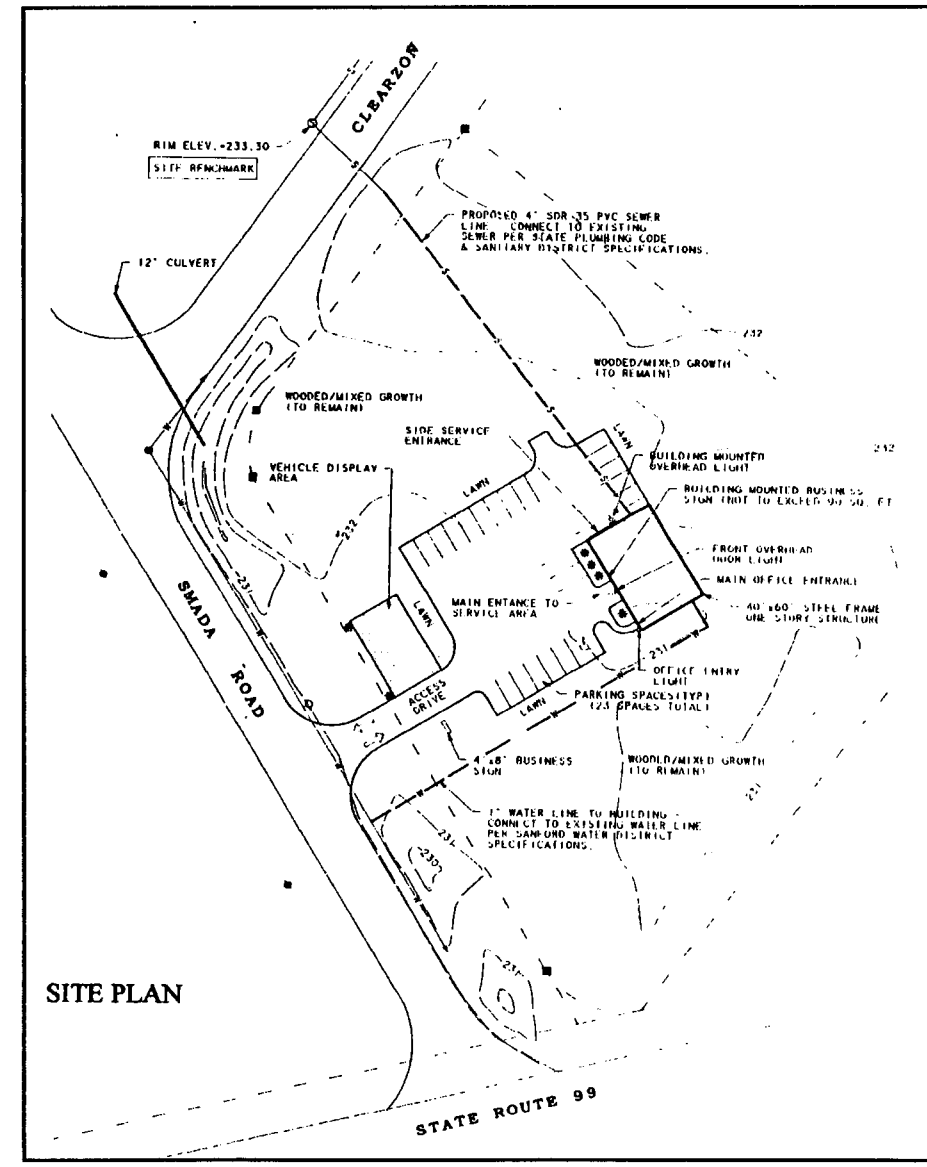 CLEARZON
RIM ELEV.=233.30
SITE BENCHMARK
PROPOSED 4" SDR-35 PVC SEWER
LINE CONNECT TO EXISTING
SEWER PER STATE PLUMBING CODE
& SANITARY DISTRICT SPECIFICATIONS.
12" CULVERT
232
WOODED/MIXED GROWTH
(TO REMAIN)
WOODED/MIXED GROWTH
(TO REMAIN)
SIDE SERVICE
ENTRANCE
LAWN
232
BUILDING MOUNTED
OVERHEAD LIGHT
VEHICLE DISPLAY
AREA
LAWN
BUILDING MOUNTED BUSINESS
SIGN (NOT TO EXCEED 90 SQ. FT
232
FRONT OVERHEAD
DOOR LIGHT
MAIN OFFICE ENTRANCE
231
SMADA ROAD
LAWN
MAIN ENTANCE TO
SERVICE AREA
40'x60' STEEL FRAME
ONE STORY STRUCTURE
231
OFFICE ENTRY
LIGHT
ACCESS
DRIVE
PARKING SPACES(TYP)
(23 SPACES TOTAL)
LAWN
4'x8' BUSINESS
SIGN
WOODED/MIXED GROWTH
(TO REMAIN)
231
1" WATER LINE TO BUILDING -
CONNECT TO EXISTING WATER LINE
PER SANFORD WATER DISTRICT
SPECIFICATIONS.
231
230
231
SITE PLAN
STATE ROUTE 99